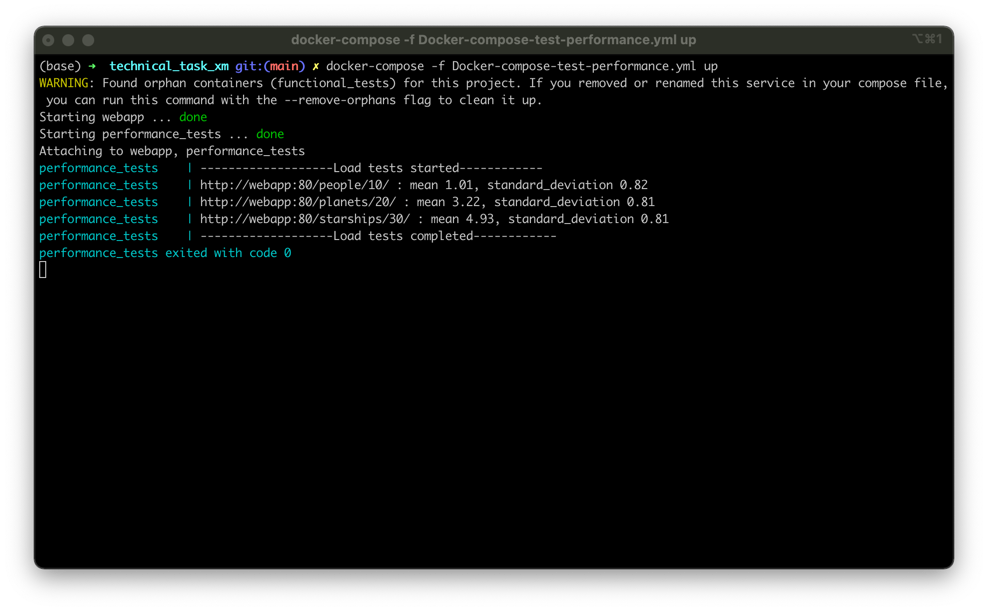 docker-compose -f Docker-compose-test-performance.yml up
⌥⌘1
(base) ➜  technical_task_xm git:(main) ✗ docker-compose -f Docker-compose-test-performance.yml up
WARNING: Found orphan containers (functional_tests) for this project. If you removed or renamed this service in your compose file,
 you can run this command with the --remove-orphans flag to clean it up.
Starting webapp ... done
Starting performance_tests ... done
Attaching to webapp, performance_tests
performance_tests    | -------------------Load tests started------------
performance_tests    | http://webapp:80/people/10/ : mean 1.01, standard_deviation 0.82
performance_tests    | http://webapp:80/planets/20/ : mean 3.22, standard_deviation 0.81
performance_tests    | http://webapp:80/starships/30/ : mean 4.93, standard_deviation 0.81
performance_tests    | -------------------Load tests completed------------
performance_tests exited with code 0